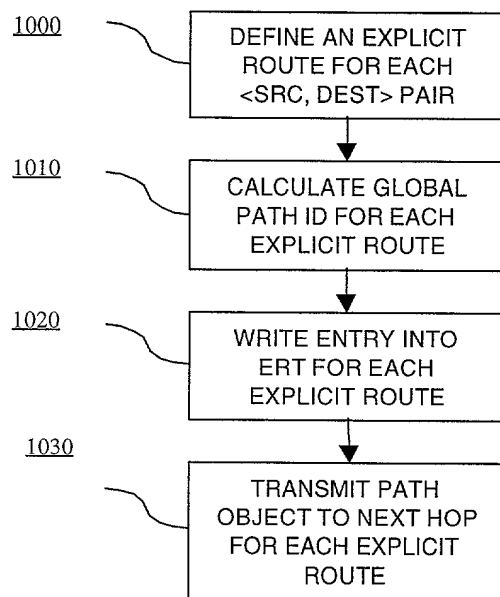 1000
DEFINE AN EXPLICIT
ROUTE FOR EACH
<SRC, DEST> PAIR
1010
CALCULATE GLOBAL
PATH ID FOR EACH
EXPLICIT ROUTE
1020
WRITE ENTRY INTO
ERT FOR EACH
EXPLICIT ROUTE
1030
TRANSMIT PATH
OBJECT TO NEXT HOP
FOR EACH EXPLICIT
ROUTE